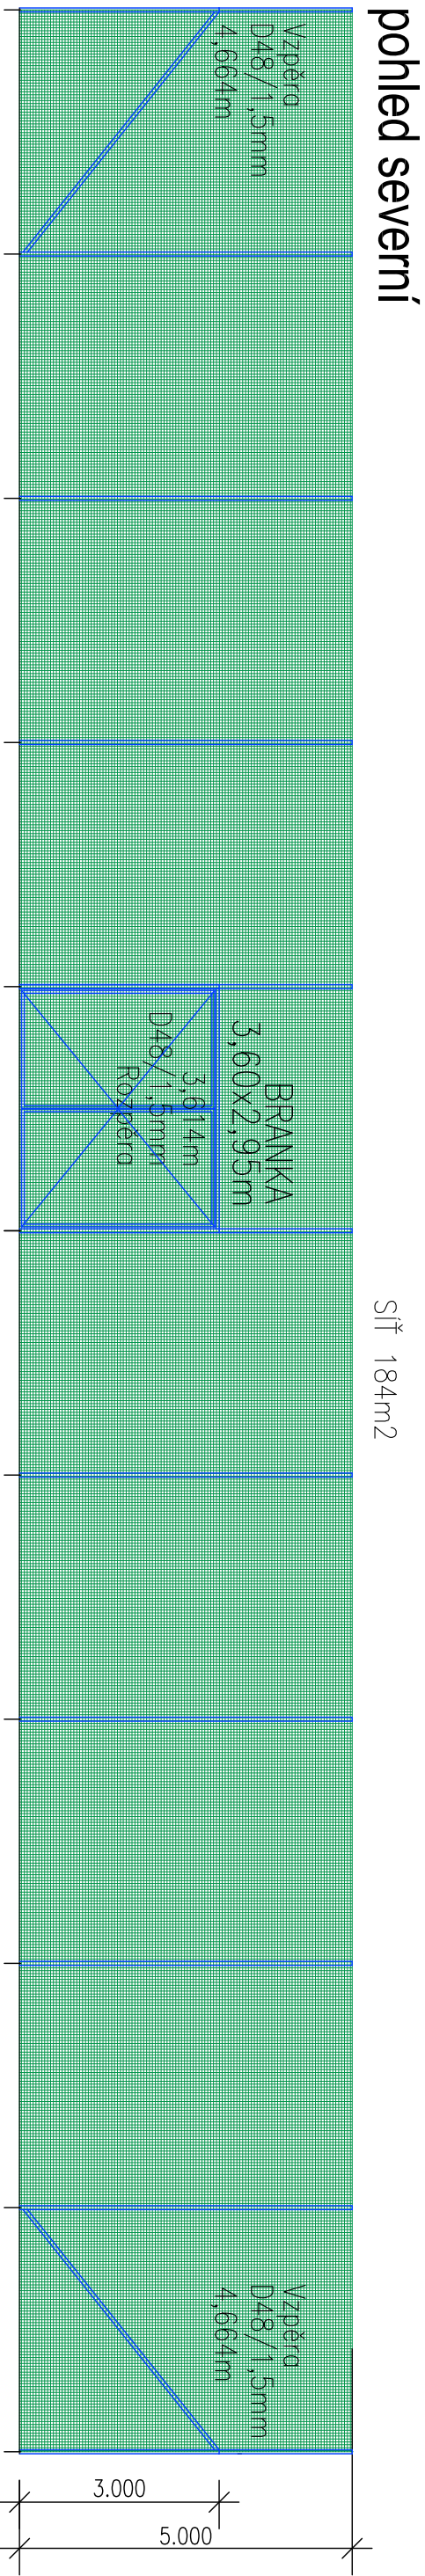 pohled severní
SÍŤ 184m2
Vzpěra
D48/1,5mm
4,664m
BRANKA
3,60x2,95m
3,614m
D48/1,5mm
Rozpěra
Vzpěra
D48/1,5mm
4,664m
3.000
5.000